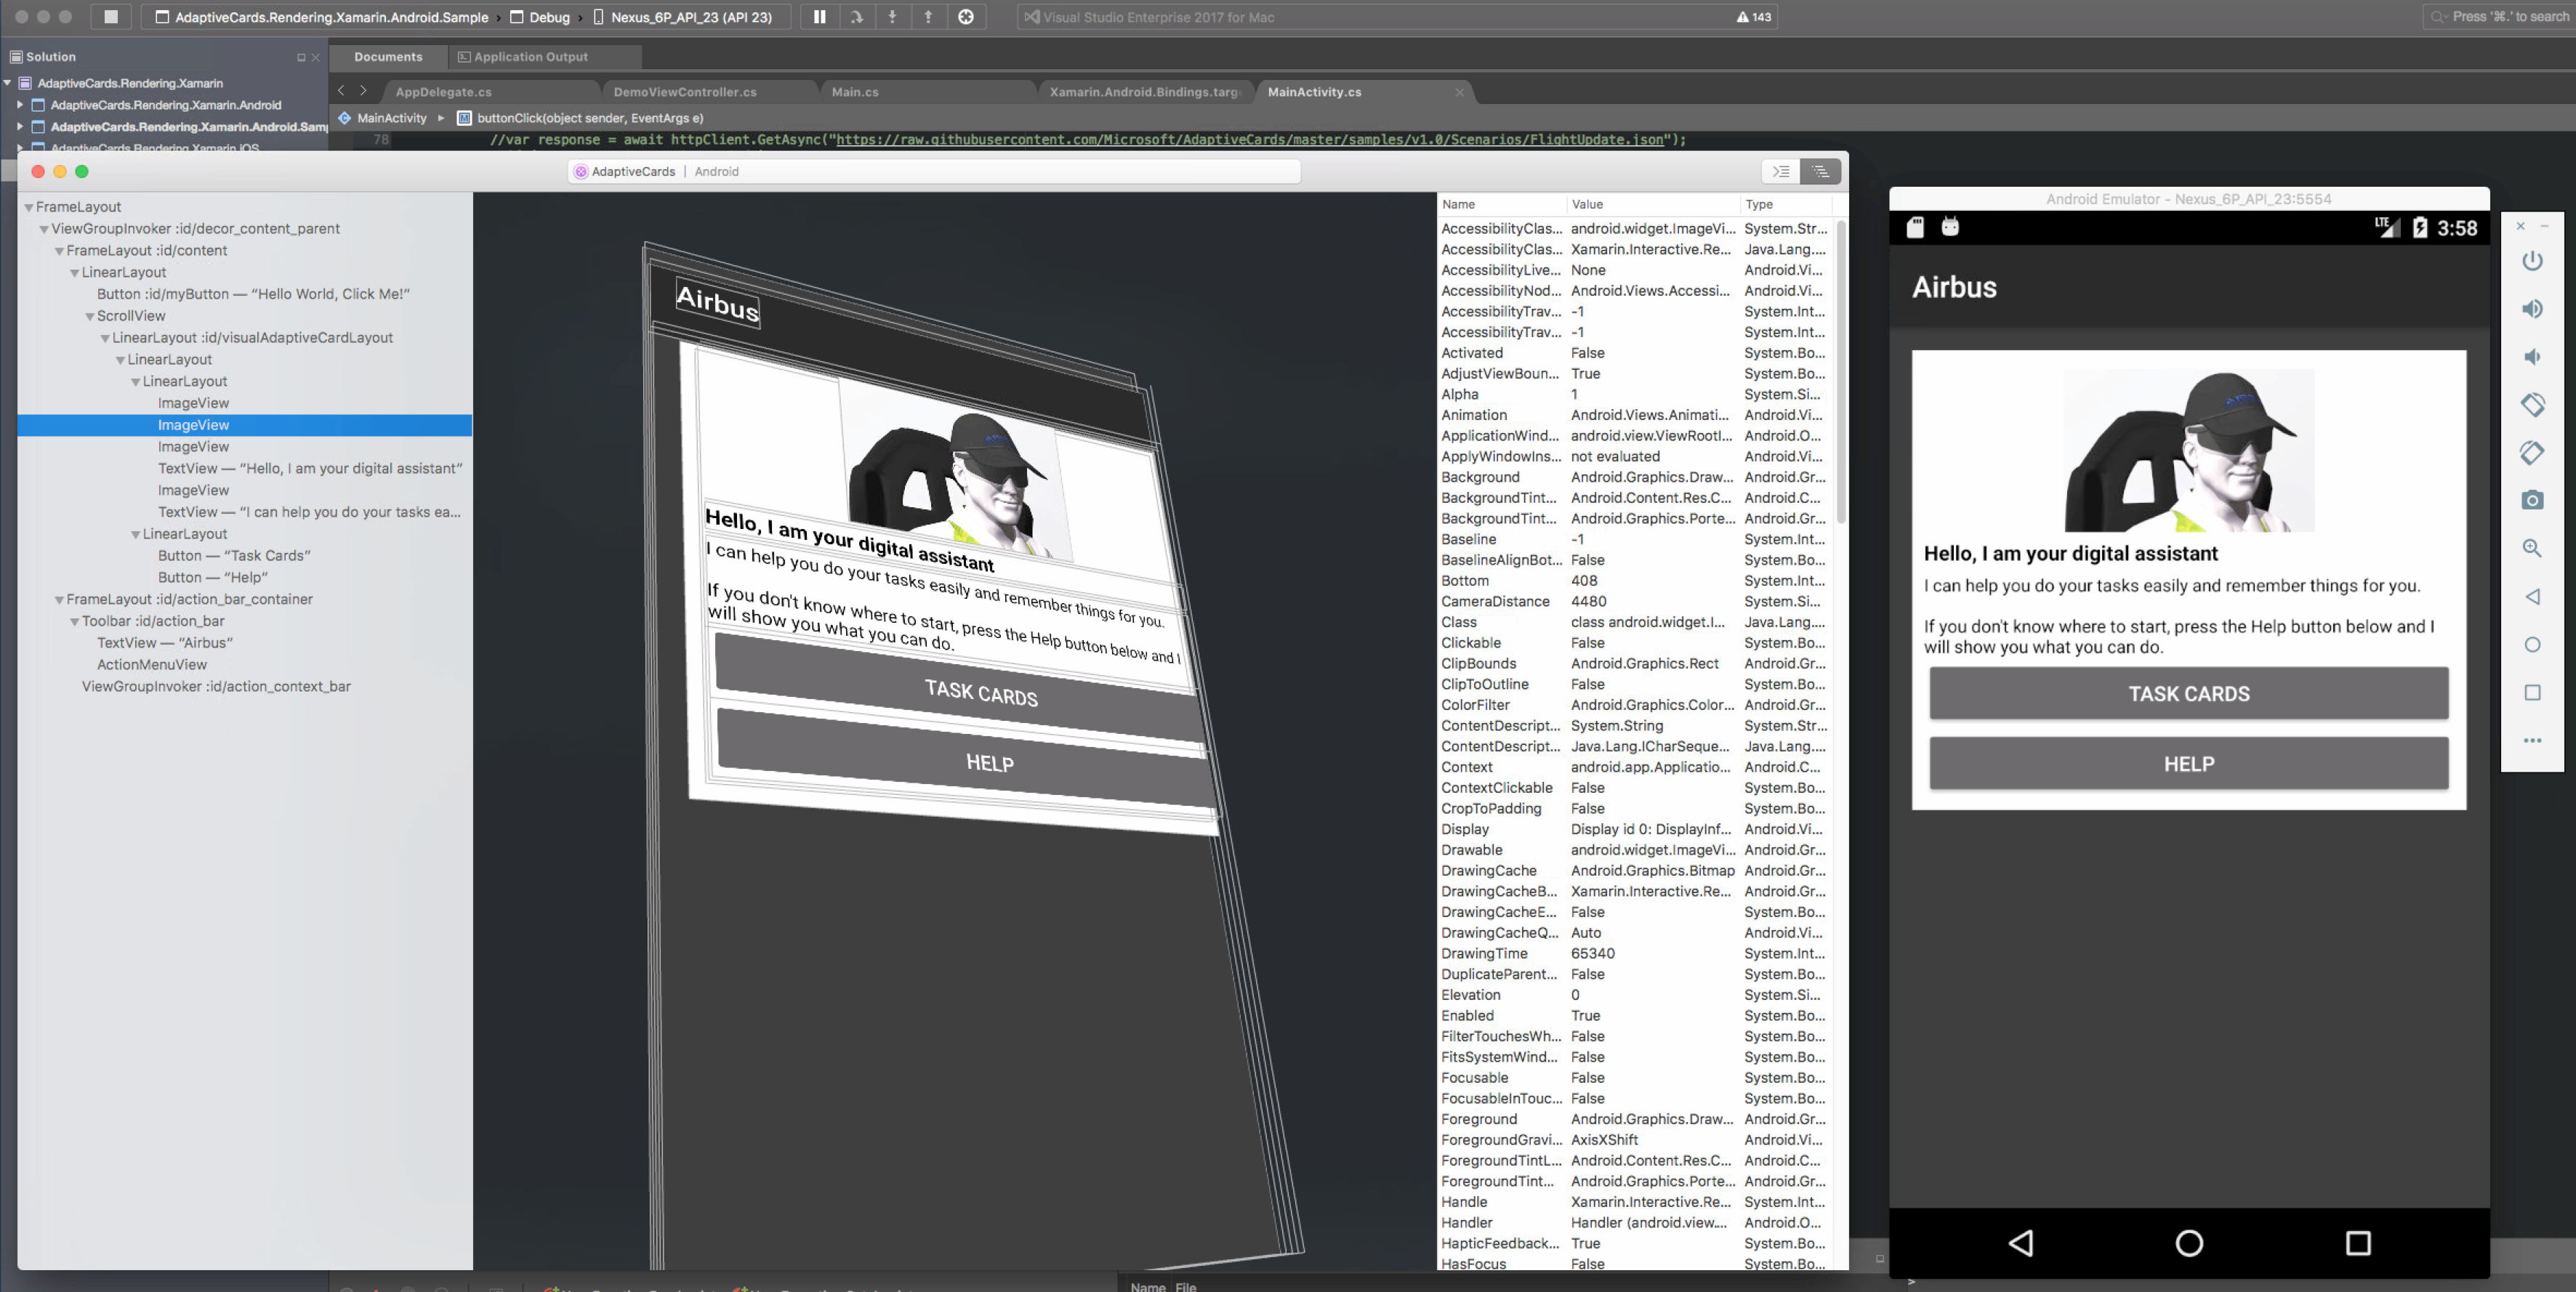 AdaptiveCards.Rendering.Xamarin.Android.Sample › Debug › Nexus_6P_API_23 (API 23)
Visual Studio Enterprise 2017 for Mac
143
Press '⌘.' to search
Solution
Documents
Application Output
AdaptiveCards.Rendering.Xamarin
AdaptiveCards.Rendering.Xamarin.Android
AdaptiveCards.Rendering.Xamarin.Android.Sam
AdaptiveCards.Rendering.Xamarin.iOS
AppDelegate.cs
DemoViewController.cs
Main.cs
Xamarin.Android.Bindings.targ
MainActivity.cs
MainActivity
buttonClick(object sender, EventArgs e)
78
//var response = await httpClient.GetAsync("https://raw.githubusercontent.com/Microsoft/AdaptiveCards/master/samples/v1.0/Scenarios/FlightUpdate.json");
AdaptiveCards | Android
FrameLayout
ViewGroupInvoker :id/decor_content_parent
FrameLayout :id/content
LinearLayout
Button :id/myButton — “Hello World, Click Me!”
ScrollView
LinearLayout :id/visualAdaptiveCardLayout
LinearLayout
LinearLayout
ImageView
ImageView
ImageView
TextView — “Hello, I am your digital assistant”
ImageView
TextView — “I can help you do your tasks ea...
LinearLayout
Button — “Task Cards”
Button — “Help”
FrameLayout :id/action_bar_container
Toolbar :id/action_bar
TextView — “Airbus”
ActionMenuView
ViewGroupInvoker :id/action_context_bar
Airbus
Hello, I am your digital assistant
I can help you do your tasks easily and remember things for you.
If you don't know where to start, press the Help button below and I
will show you what you can do.
TASK CARDS
HELP
Name Value Type
AccessibilityClas... android.widget.ImageVi... System.Str...
AccessibilityClas... Xamarin.Interactive.Re... Java.Lang....
AccessibilityLive... None Android.Vi...
AccessibilityNod... Android.Views.Accessi... Android.Vi...
AccessibilityTrav... -1 System.Int...
AccessibilityTrav... -1 System.Int...
Activated False System.Bo...
AdjustViewBoun... True System.Bo...
Alpha 1 System.Si...
Animation Android.Views.Animati... Android.Vi...
ApplicationWind... android.view.ViewRootI... Android.O...
ApplyWindowIns... not evaluated Android.Vi...
Background Android.Graphics.Draw... Android.Gr...
BackgroundTint... Android.Content.Res.C... Android.C...
BackgroundTint... Android.Graphics.Porte... Android.Gr...
Baseline -1 System.Int...
BaselineAlignBot... False System.Bo...
Bottom 408 System.Int...
CameraDistance 4480 System.Si...
Class class android.widget.I... Java.Lang....
Clickable False System.Bo...
ClipBounds Android.Graphics.Rect Android.Gr...
ClipToOutline False System.Bo...
ColorFilter Android.Graphics.Color... Android.Gr...
ContentDescript... System.String System.Str...
ContentDescript... Java.Lang.ICharSeque... Java.Lang....
Context android.app.Applicatio... Android.C...
ContextClickable False System.Bo...
CropToPadding False System.Bo...
Display Display id 0: DisplayInf... Android.Vi...
Drawable android.widget.ImageVi... Android.Gr...
DrawingCache Android.Graphics.Bitmap Android.Gr...
DrawingCacheB... Xamarin.Interactive.Re... Android.Gr...
DrawingCacheE... False System.Bo...
DrawingCacheQ... Auto Android.Vi...
DrawingTime 65340 System.Int...
DuplicateParent... False System.Bo...
Elevation 0 System.Si...
Enabled True System.Bo...
FilterTouchesWh... False System.Bo...
FitsSystemWind... False System.Bo...
Focusable False System.Bo...
FocusableInTouc... False System.Bo...
Foreground Android.Graphics.Draw... Android.Gr...
ForegroundGravi... AxisXShift Android.Vi...
ForegroundTintL... Android.Content.Res.C... Android.C...
ForegroundTint... Android.Graphics.Porte... Android.Gr...
Handle Xamarin.Interactive.Re... System.Int...
Handler Handler (android.view.... Android.O...
HapticFeedback... True System.Bo...
HasFocus False System.Bo...
Android Emulator - Nexus_6P_API_23:5554
LTE 3:58
Airbus
Hello, I am your digital assistant
I can help you do your tasks easily and remember things for you.
If you don't know where to start, press the Help button below and I
will show you what you can do.
TASK CARDS
HELP
Name File